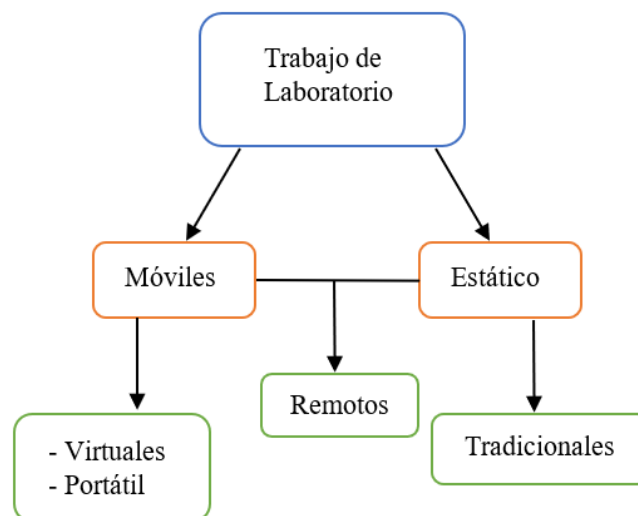 Trabajo de
Laboratorio
Móviles
Estático
Remotos
- Virtuales
- Portátil
Tradicionales